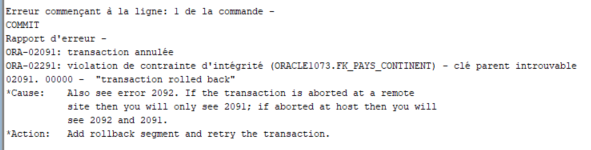 Erreur commençant à la ligne: 1 de la commande -
COMMIT
Rapport d'erreur -
ORA-02091: transaction annulée
ORA-02291: violation de contrainte d'intégrité (ORACLE1073.FK_PAYS_CONTINENT) - clé parent introuvable
02091. 00000 -  "transaction rolled back"
*Cause:    Also see error 2092. If the transaction is aborted at a remote
site then you will only see 2091; if aborted at host then you will
see 2092 and 2091.
*Action:   Add rollback segment and retry the transaction.